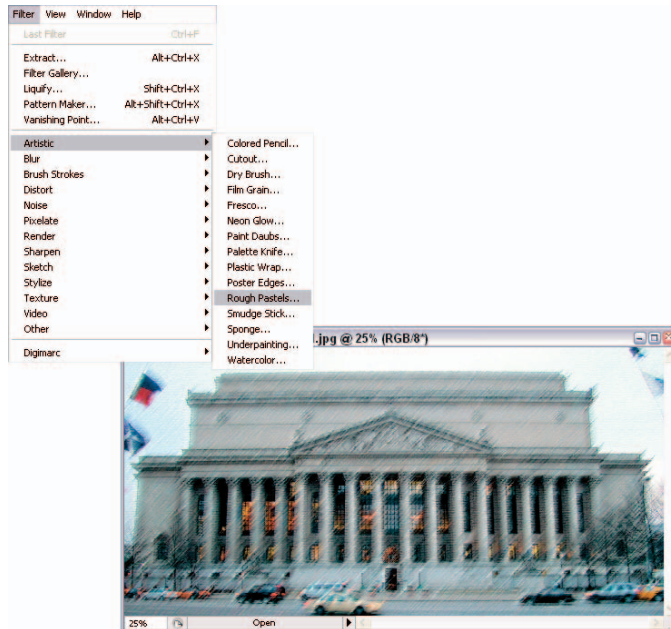 Filter View Window Help
Last Filter Ctrl+F
Extract... Alt+Ctrl+X
Filter Gallery...
Liquify... Shift+Ctrl+X
Pattern Maker... Alt+Shift+Ctrl+X
Vanishing Point... Alt+Ctrl+V
Artistic
Blur
Brush Strokes
Distort
Noise
Pixelate
Render
Sharpen
Sketch
Stylize
Texture
Video
Other
Digimarc
Colored Pencil...
Cutout...
Dry Brush...
Film Grain...
Fresco...
Neon Glow...
Paint Daubs...
Palette Knife...
Plastic Wrap...
Poster Edges...
Rough Pastels...
Smudge Stick...
Sponge...
Underpainting...
Watercolor...
.jpg @ 25% (RGB/8*)
25% Open